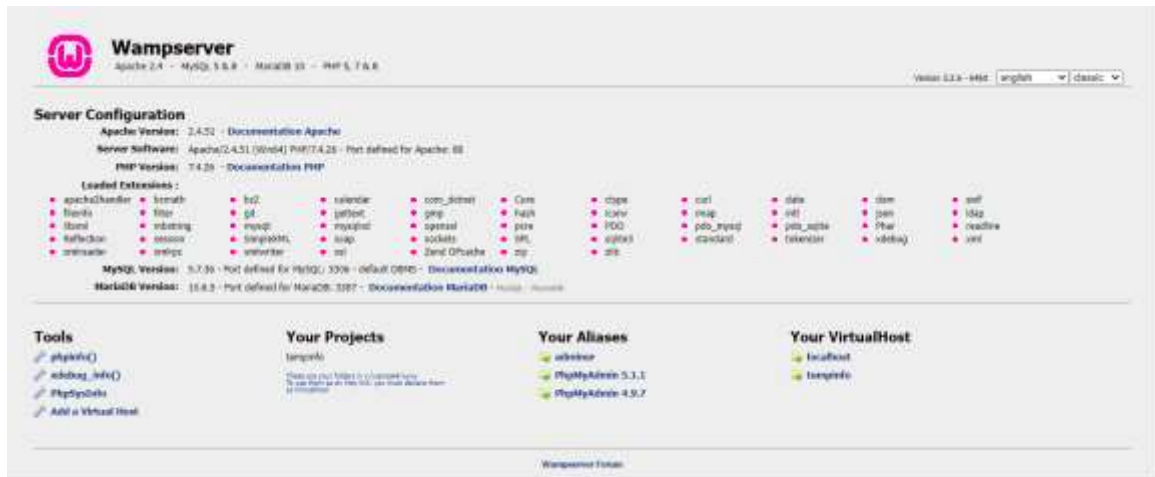 Wampserver
Apache 2.4 - MySQL 5 & 8 - MariaDB 10 - PHP 5, 7 & 8
english classic
Server Configuration
Apache Version: 2.4.51 - Documentation Apache
Server Software: Apache/2.4.51 (Win64) PHP/7.4.26 - Port defined for Apache: 80
PHP Version: 7.4.26 - Documentation PHP
Loaded Extensions :
apache2handler bcmath bz2 calendar com_dotnet Core ctype curl date dom exif
fileinfo filter gd gettext gmp hash iconv imap intl json ldap
libxml mbstring mysqli mysqlnd openssl pcre PDO pdo_mysql pdo_sqlite Phar readline
Reflection session SimpleXML soap sockets SPL sqlite3 standard tokenizer xdebug xml
xmlreader xmlrpc xmlwriter xsl Zend OPcache zip zlib
MySQL Version: 5.7.36 - Port defined for MySQL: 3306 - default DBMS - Documentation MySQL
MariaDB Version: 10.6.5 - Port defined for MariaDB: 3307 - Documentation MariaDB
Tools
phpinfo()
xdebug_info()
PhpSysInfo
Add a Virtual Host
Your Projects
tempinfo
Your Aliases
adminer
PhpMyAdmin 5.1.1
PhpMyAdmin 4.9.7
Your VirtualHost
localhost
tempinfo
Wampserver Forum